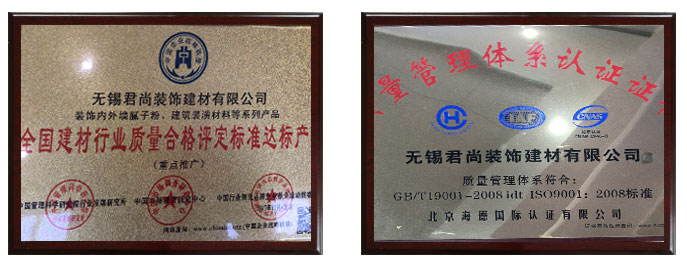 无锡君尚装饰建材有限公司
装饰内外墙腻子粉、建筑装潢材料等系列产品
全国建材行业质量合格评定标准达标产
(重点推广)
量管理体系认证证
IAF
CNAS
无锡君尚装饰建材有限公司
质量管理体系符合:
GB/T19001-2008 idt ISO9001: 2008标准
北京海德国际认证有限公司